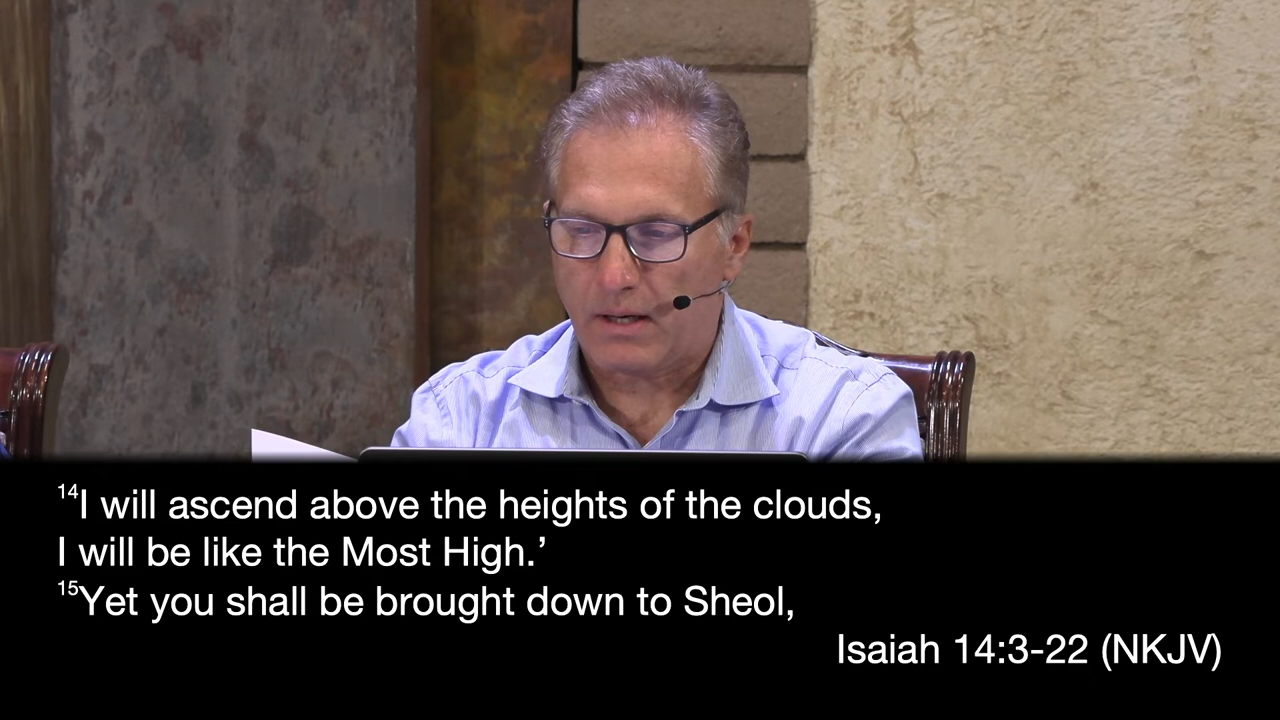 ¹⁴I will ascend above the heights of the clouds,
I will be like the Most High.’
¹⁵Yet you shall be brought down to Sheol,
Isaiah 14:3-22 (NKJV)